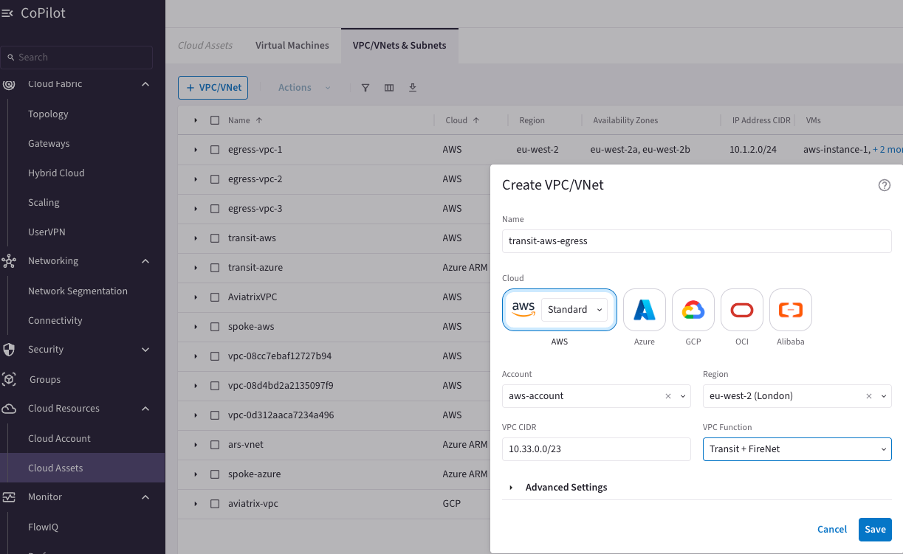 CoPilot
Search
Cloud Fabric
Topology
Gateways
Hybrid Cloud
Scaling
UserVPN
Networking
Network Segmentation
Connectivity
Security
Groups
Cloud Resources
Cloud Account
Cloud Assets
Monitor
FlowIQ
Cloud Assets Virtual Machines VPC/VNets & Subnets
+ VPC/VNet Actions
Name Cloud Region Availability Zones IP Address CIDR VMs
egress-vpc-1 AWS eu-west-2 eu-west-2a, eu-west-2b 10.1.2.0/24 aws-instance-1, + 2 mor
egress-vpc-2 AWS
egress-vpc-3 AWS
transit-aws AWS
transit-azure Azure ARM
AviatrixVPC AWS
spoke-aws AWS
vpc-08cc7ebaf12727b94 AWS
vpc-08d4bd2a2135097f9 AWS
vpc-0d312aaca7234a496 AWS
ars-vnet Azure ARM
spoke-azure Azure ARM
aviatrix-vpc GCP
Create VPC/VNet
Name
transit-aws-egress
Cloud
aws Standard
AWS Azure GCP OCI Alibaba
Account Region
aws-account eu-west-2 (London)
VPC CIDR VPC Function
10.33.0.0/23 Transit + FireNet
Advanced Settings
Cancel Save